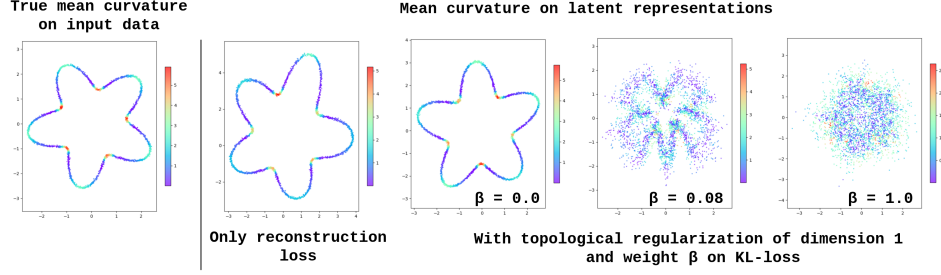 True mean curvature
on input data
Mean curvature on latent representations
β = 0.0
β = 0.08
β = 1.0
Only reconstruction
loss
With topological regularization of dimension 1
and weight β on KL-loss